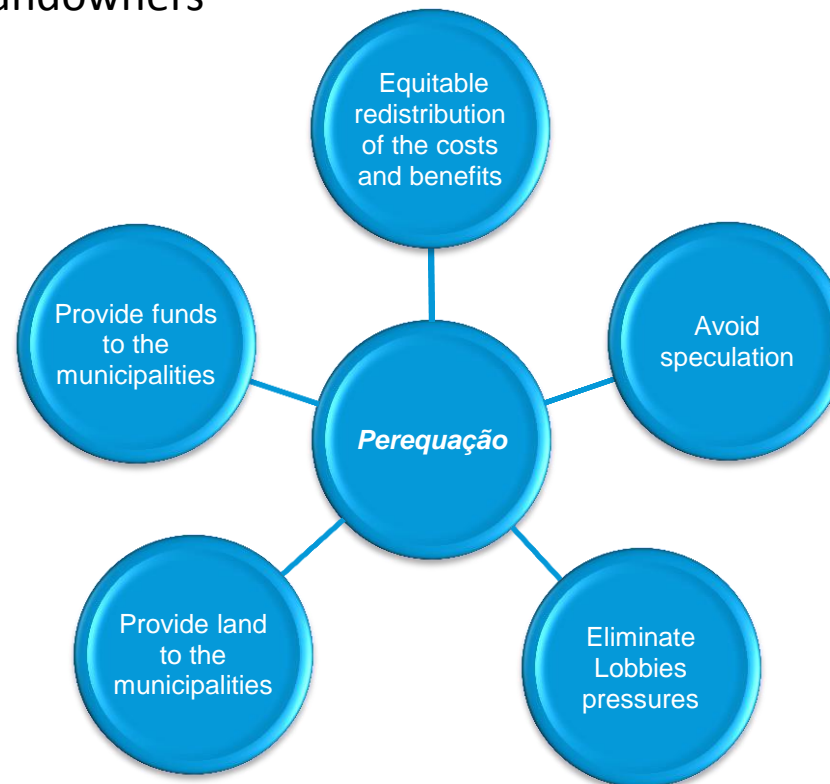 Equitable
redistribution
of the costs
and benefits
Provide funds
to the
municipalities
Avoid
speculation
Perequação
Provide land
to the
municipalities
Eliminate
Lobbies
pressures